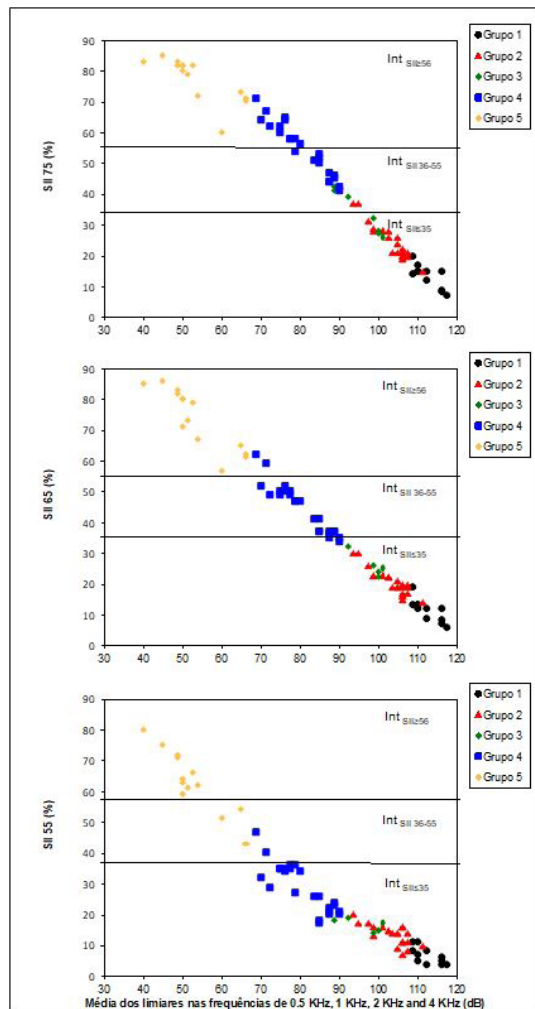 90
80
70
60
50
40
30
20
10
0
SII 75 (%)
Int SII≥56
Int SII 36-55
Int SII≤35
30 40 50 60 70 80 90 100 110 120
Grupo 1
Grupo 2
Grupo 3
Grupo 4
Grupo 5
90
80
70
60
50
40
30
20
10
0
SII 65 (%)
Int SII≥56
Int SII 36-55
Int SII≤35
30 40 50 60 70 80 90 100 110 120
Grupo 1
Grupo 2
Grupo 3
Grupo 4
Grupo 5
90
80
70
60
50
40
30
20
10
0
SII 55 (%)
Int SII≥56
Int SII 36-55
Int SII≤35
30 40 50 60 70 80 90 100 110 120
Grupo 1
Grupo 2
Grupo 3
Grupo 4
Grupo 5
Média dos limiares nas frequências de 0.5 KHz, 1 KHz, 2 KHz and 4 KHz (dB)